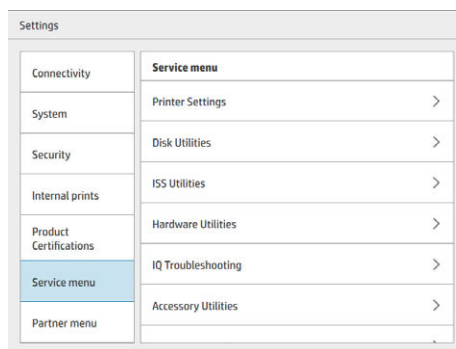 Settings
Connectivity
System
Security
Internal prints
Product
Certifications
Service menu
Partner menu
Service menu
Printer Settings
Disk Utilities
ISS Utilities
Hardware Utilities
IQ Troubleshooting
Accessory Utilities